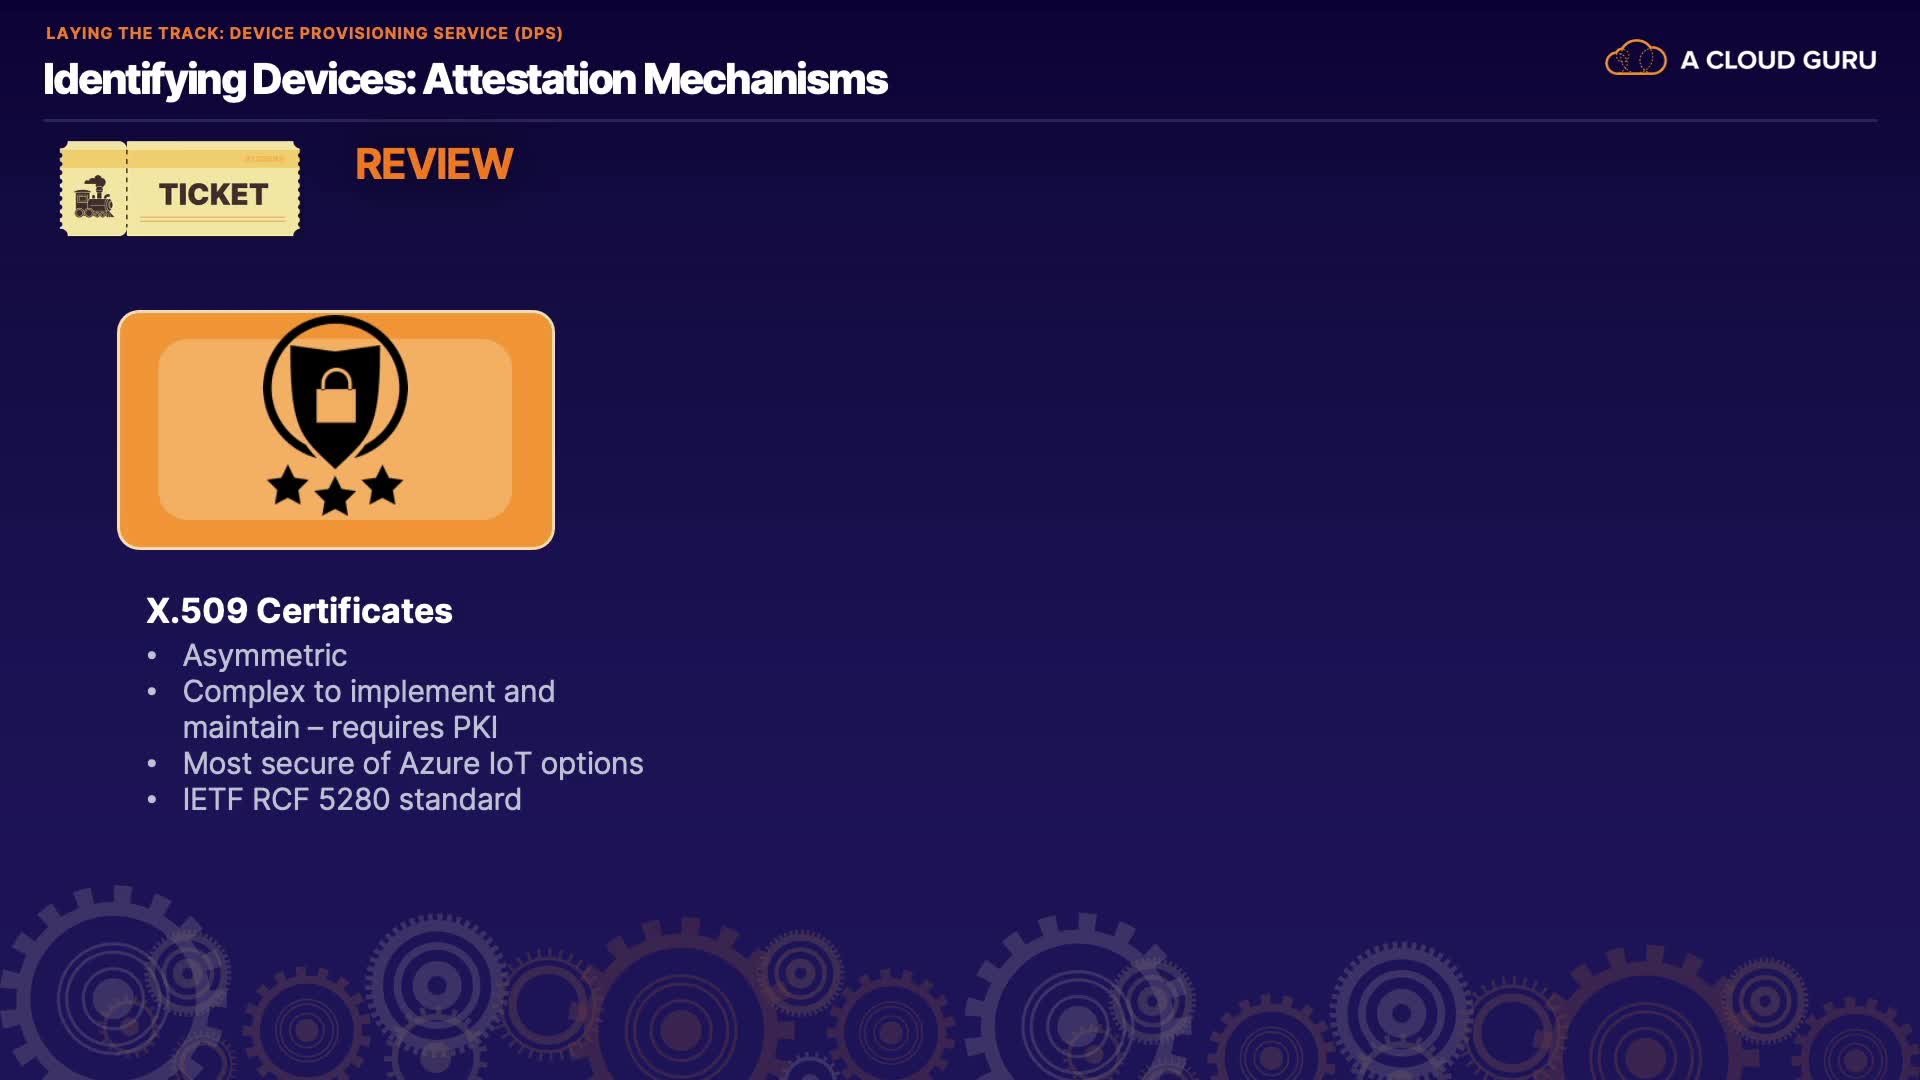 LAYING THE TRACK: DEVICE PROVISIONING SERVICE (DPS)
Identifying Devices: Attestation Mechanisms
A CLOUD GURU
TICKET
REVIEW
X.509 Certificates
• Asymmetric
• Complex to implement and
maintain – requires PKI
• Most secure of Azure IoT options
• IETF RCF 5280 standard